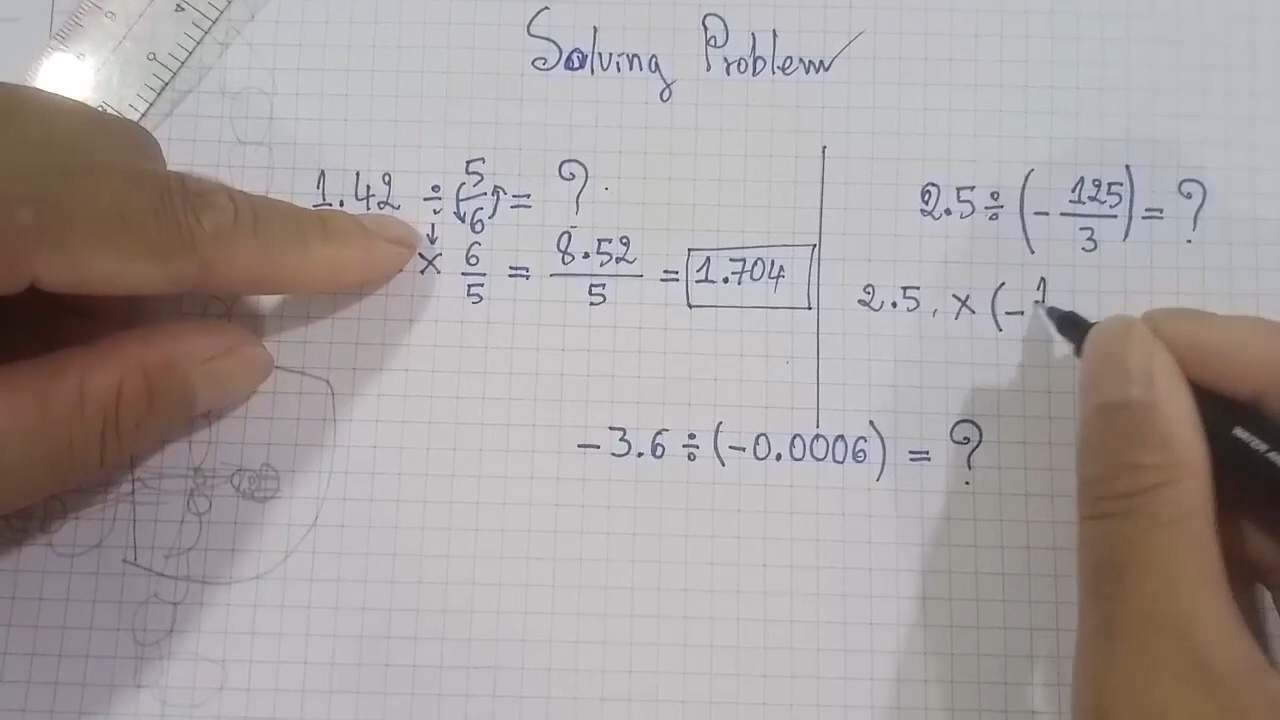 Solving Problem
1.42 ÷ 5/6 = ?
× 6/5 = 8.52/5 = 1.704
2.5 ÷ (- 125/3) = ?
2.5 × (-
-3.6 ÷ (-0.0006) = ?